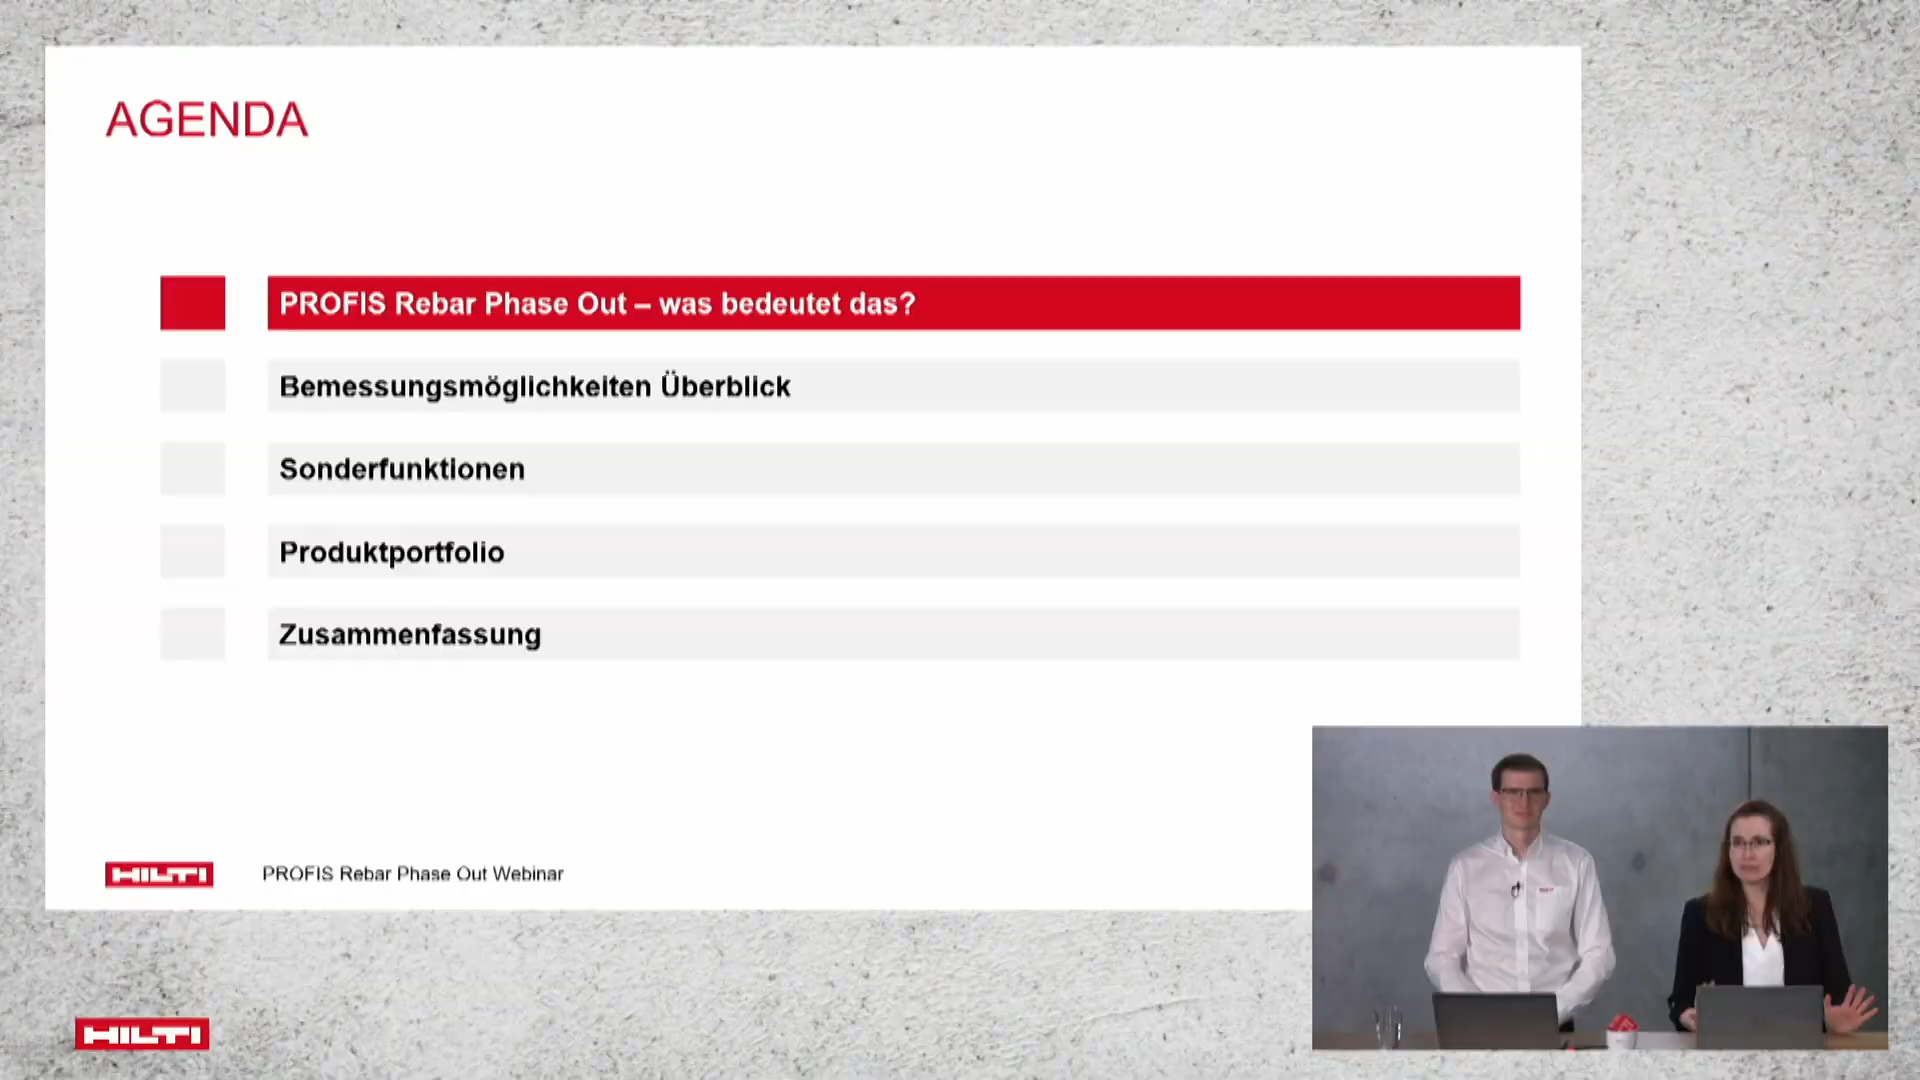 AGENDA
PROFIS Rebar Phase Out – was bedeutet das?
Bemessungsmöglichkeiten Überblick
Sonderfunktionen
Produktportfolio
Zusammenfassung
HILTI
PROFIS Rebar Phase Out Webinar
HILTI